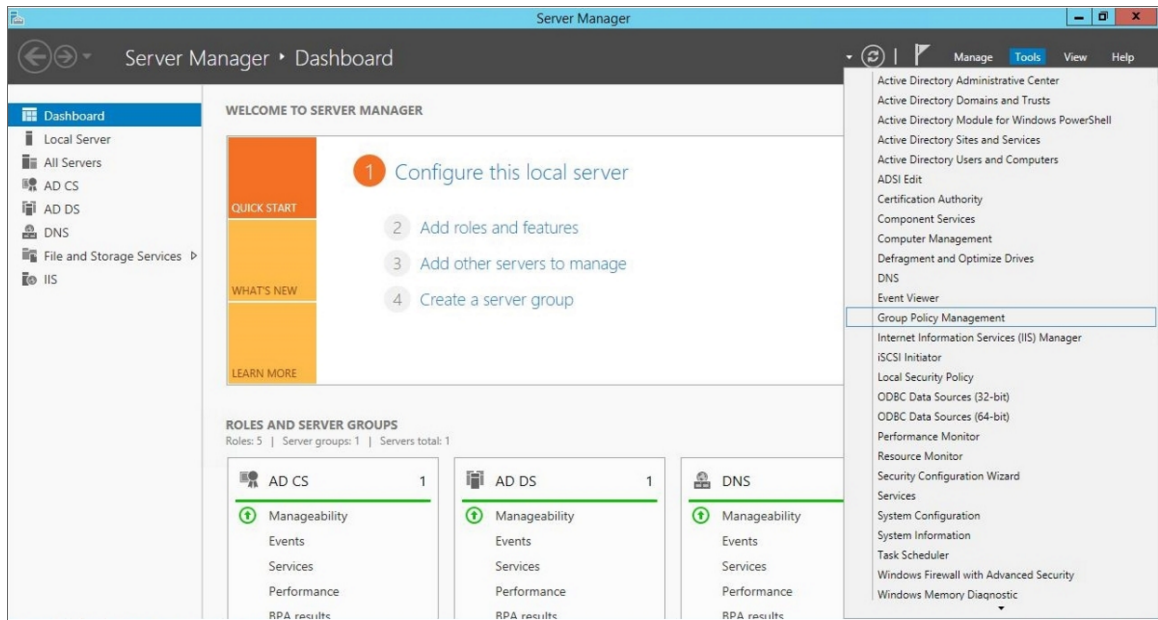 Server Manager
Server Manager • Dashboard
Manage Tools View Help
Dashboard
Local Server
All Servers
AD CS
AD DS
DNS
File and Storage Services
IIS
WELCOME TO SERVER MANAGER
QUICK START
WHAT'S NEW
LEARN MORE
1 Configure this local server
2 Add roles and features
3 Add other servers to manage
4 Create a server group
ROLES AND SERVER GROUPS
Roles: 5 | Server groups: 1 | Servers total: 1
AD CS 1
Manageability
Events
Services
Performance
BPA results
AD DS 1
Manageability
Events
Services
Performance
BPA results
DNS
Manageability
Events
Services
Performance
BPA results
Active Directory Administrative Center
Active Directory Domains and Trusts
Active Directory Module for Windows PowerShell
Active Directory Sites and Services
Active Directory Users and Computers
ADSI Edit
Certification Authority
Component Services
Computer Management
Defragment and Optimize Drives
DNS
Event Viewer
Group Policy Management
Internet Information Services (IIS) Manager
iSCSI Initiator
Local Security Policy
ODBC Data Sources (32-bit)
ODBC Data Sources (64-bit)
Performance Monitor
Resource Monitor
Security Configuration Wizard
Services
System Configuration
System Information
Task Scheduler
Windows Firewall with Advanced Security
Windows Memory Diagnostic